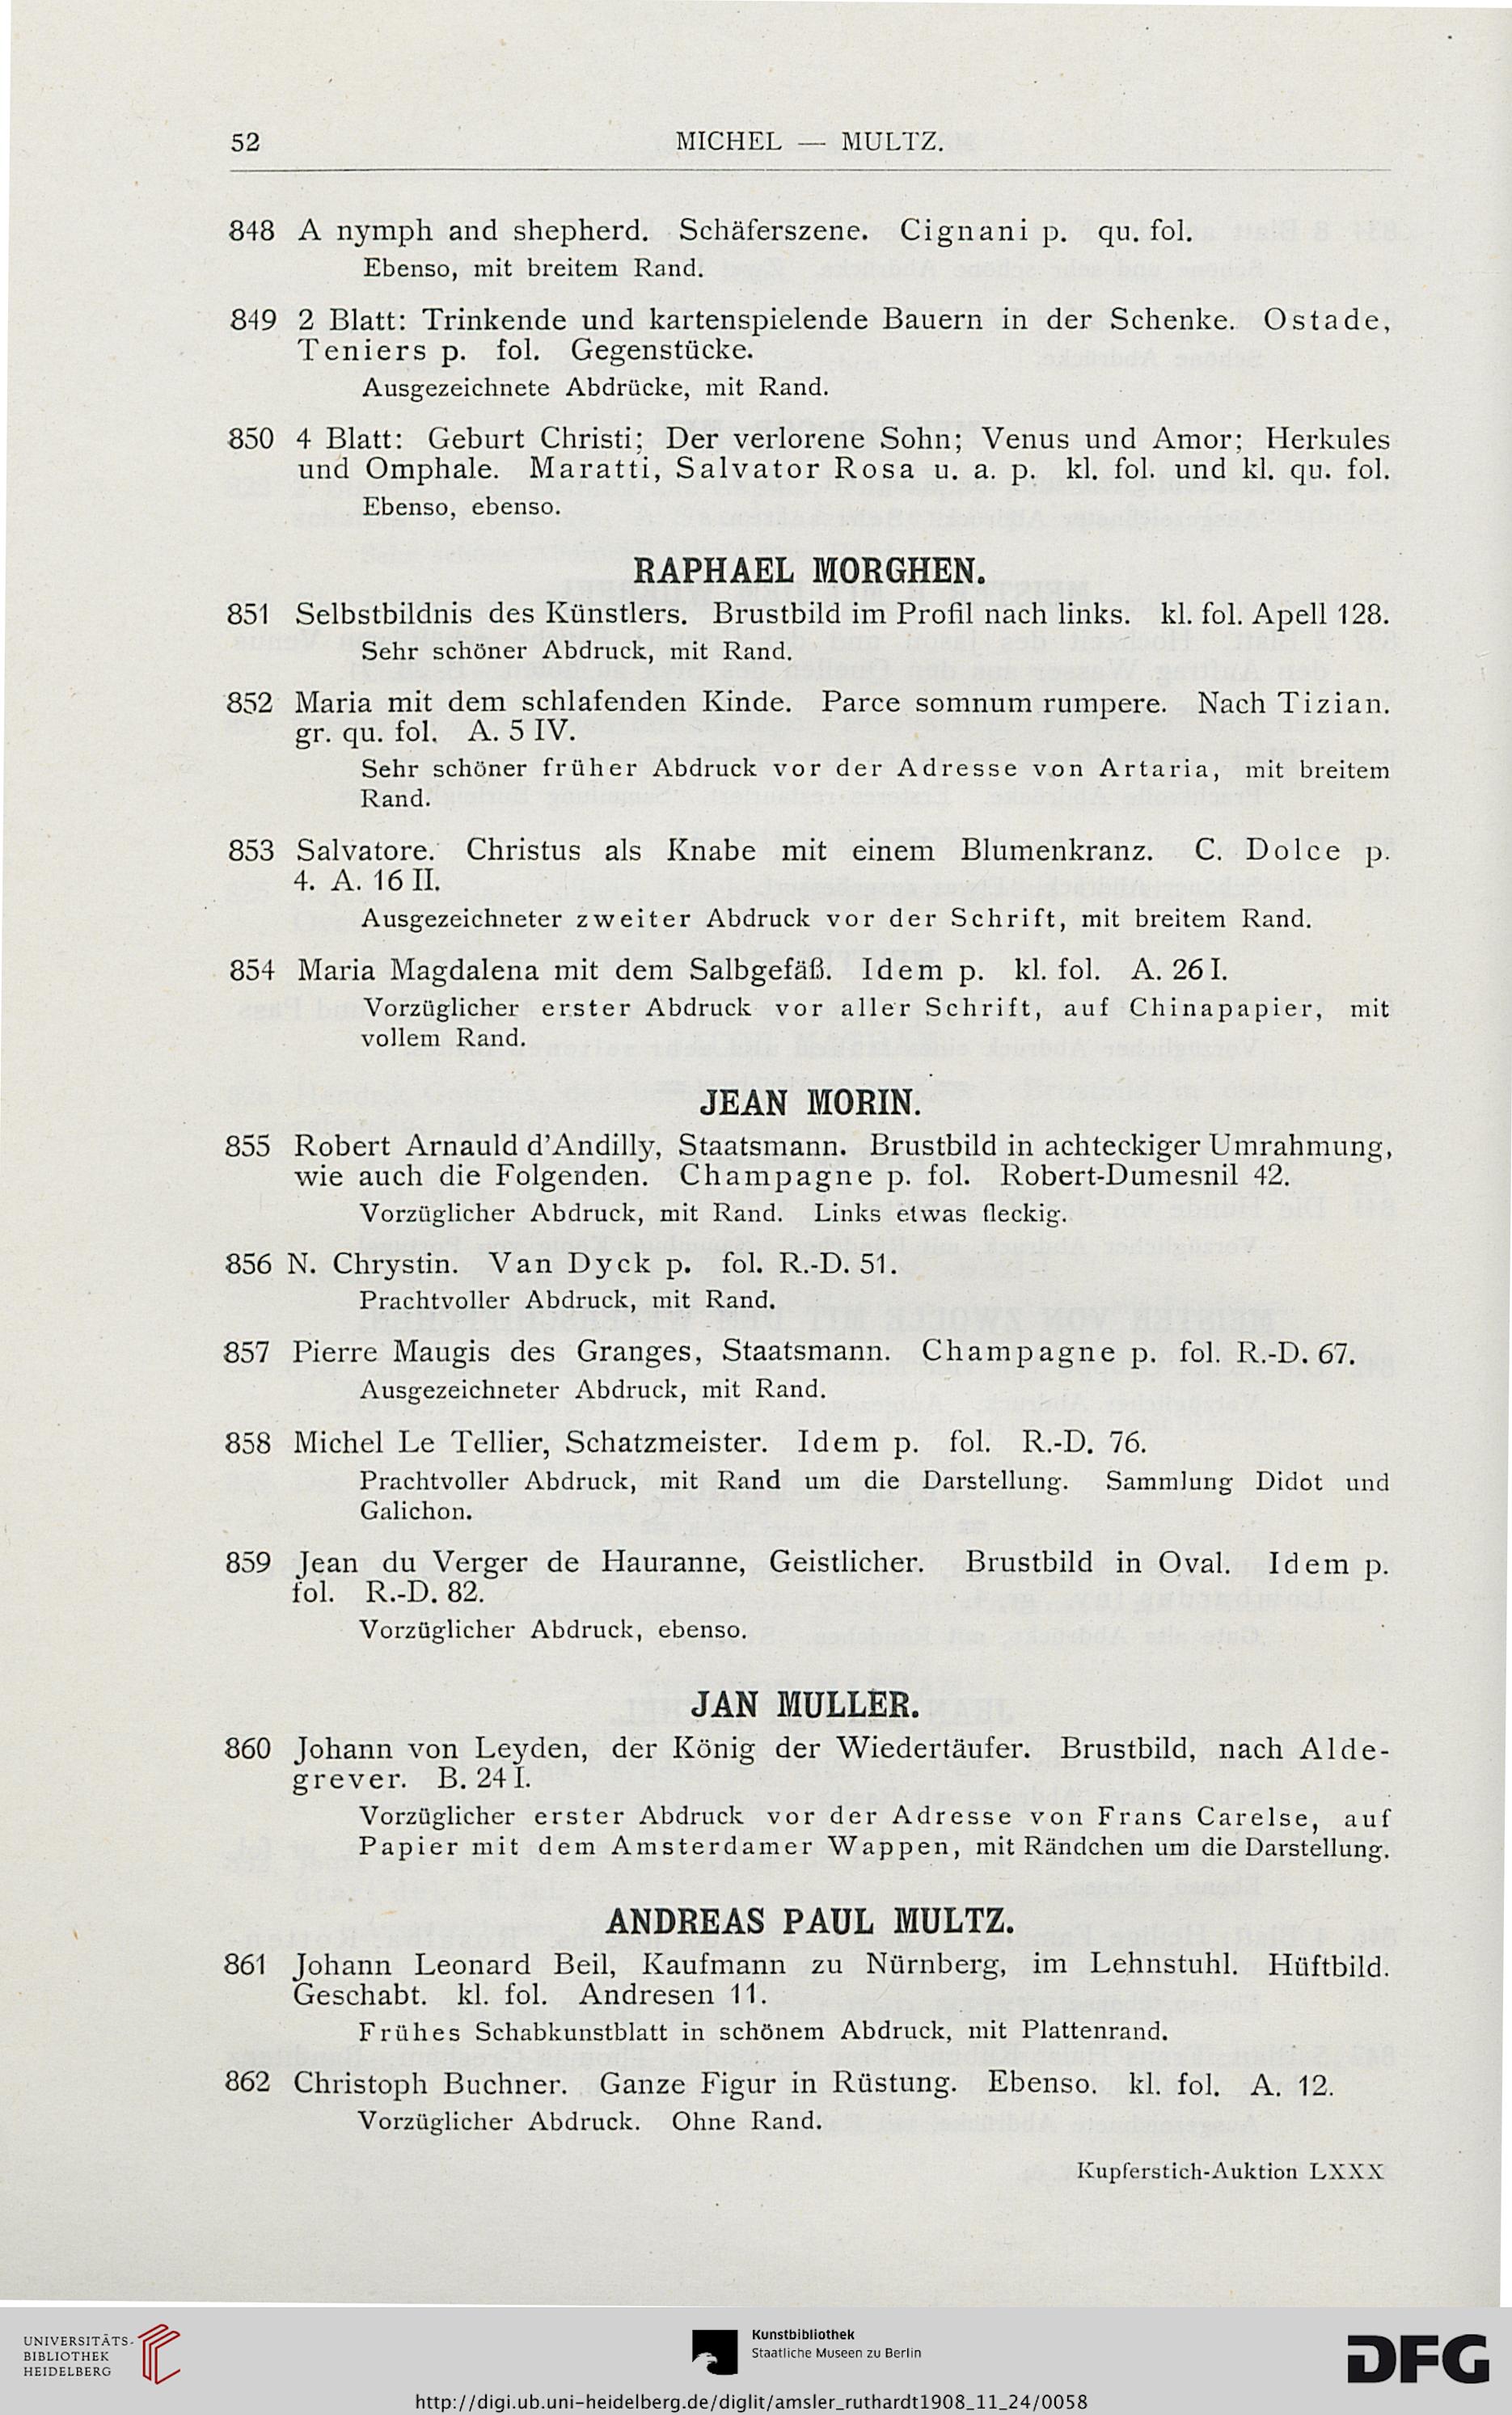 52
MICHEL — MULTZ.
848 A nymph and shepherd. Schäferszene. Cignani p. qu. fol.
Ebenso, mit breitem Rand.
849 2 Blatt: Trinkende und kartenspielende Bauern in der Schenke. Ostade,
Teniers p. fol. Gegenstücke.
Ausgezeichnete Abdrücke, mit Rand.
850 4 Blatt: Geburt Christi; Der verlorene Sohn; Venus und Amor; Herkules
und Omphale. Maratti, Salvator Rosa u. a. p. kl. fol. und kl. qu. fol.
Ebenso, ebenso.
RAPHAEL MORGHEN.
851 Selbstbildnis des Künstlers. Brustbild im Profil nach links. kl. fol. Apell 128.
Sehr schöner Abdruck, mit Rand.
852 Maria mit dem schlafenden Kinde. Parce somnum rumpere. Nach Tizian.
gr. qu. fol. A. 5 IV.
Sehr schöner früher Abdruck vor der Adresse von Artaria, mit breitem
Rand.
853 Salvatore. Christus als Knabe mit einem Blumenkranz. C. Dolce p.
4. A. 16 II.
Ausgezeichneter zweiter Abdruck vor der Schrift, mit breitem Rand.
854 Maria Magdalena mit dem Salbgefäß. Idem p. kl. fol. A. 26 I.
Vorzüglicher erster Abdruck vor aller Schrift, auf Chinapapier, mit
vollem Rand.
JEAN MORIN.
855 Robert Arnauld d'Andilly, Staatsmann. Brustbild in achteckiger Umrahmung,
wie auch die Folgenden. Champagne p. fol. Robert-Dumesnil 42.
Vorzüglicher Abdruck, mit Rand. Links etwas fleckig.
856 N. Chrystin. Van Dyck p. fol. R.-D. 51.
Prachtvoller Abdruck, mit Rand.
857 Pierre Maugis des Granges, Staatsmann. Champagne p. fol. R.-D. 67.
Ausgezeichneter Abdruck, mit Rand.
858 Michel Le Tellier, Schatzmeister. Idem p. fol. R.-D. 76.
Prachtvoller Abdruck, mit Rand um die Darstellung. Sammlung Didot und
Galichon.
859 Jean du Verger de Hauranne, Geistlicher. Brustbild in Oval. Idem p.
fol. R.-D. 82.
Vorzüglicher Abdruck, ebenso.
JAN MULLER.
860 Johann von Leyden, der König der Wiedertäufer. Brustbild, nach Alde-
grever. B. 24 I.
Vorzüglicher erster Abdruck vor der Adresse von Frans Carelse, auf
Papier mit dem Amsterdamer Wappen, mit Rändchen um die Darstellung.
ANDREAS PAUL MULTZ.
861 Johann Leonard Beil, Kaufmann zu Nürnberg, im Lehnstuhl. Hüftbild.
Geschabt. kl. fol. Andresen 11.
Frühes Schabkunstblatt in schönem Abdruck, mit Plattenrand.
862 Christoph Buchner. Ganze Figur in Rüstung. Ebenso. kl. fol. A. 12.
Vorzüglicher Abdruck. Ohne Rand.
Kupferstich-Auktion LXXX
UNIVERSITÄTS-
BIBLIOTHEK
HEIDELBERG
Kunstbibliothek
Staatliche Museen zu Berlin
DFG
http://digi.ub.uni-heidelberg.de/diglit/amsler_ruthardt1908_11_24/0058